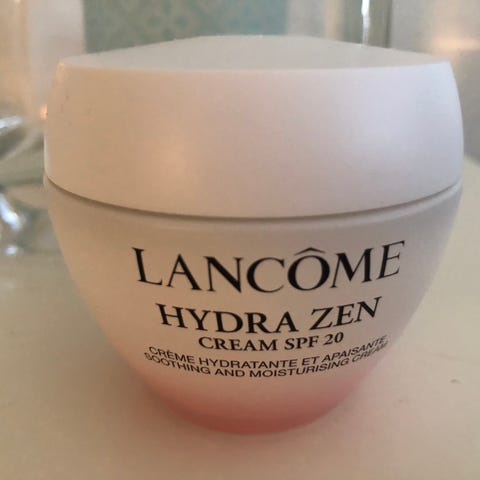 LANCÔME
HYDRA ZEN
CREAM SPF 20
CRÈME HYDRATANTE ET APAISANTE
SOOTHING AND MOISTURISING CREAM